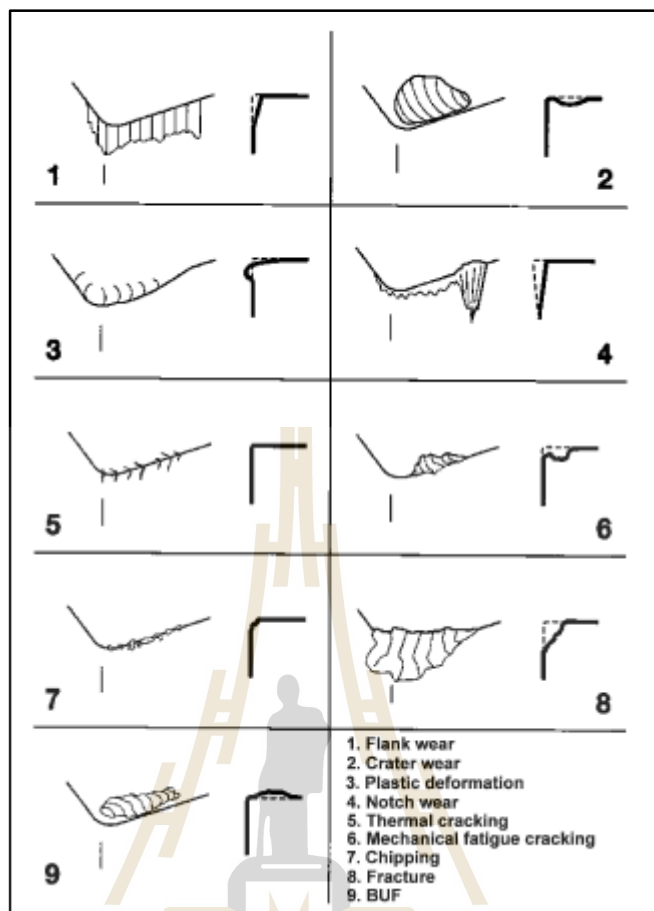 1
2
3
4
5
6
7
8
9
1. Flank wear
2. Crater wear
3. Plastic deformation
4. Notch wear
5. Thermal cracking
6. Mechanical fatigue cracking
7. Chipping
8. Fracture
9. BUF